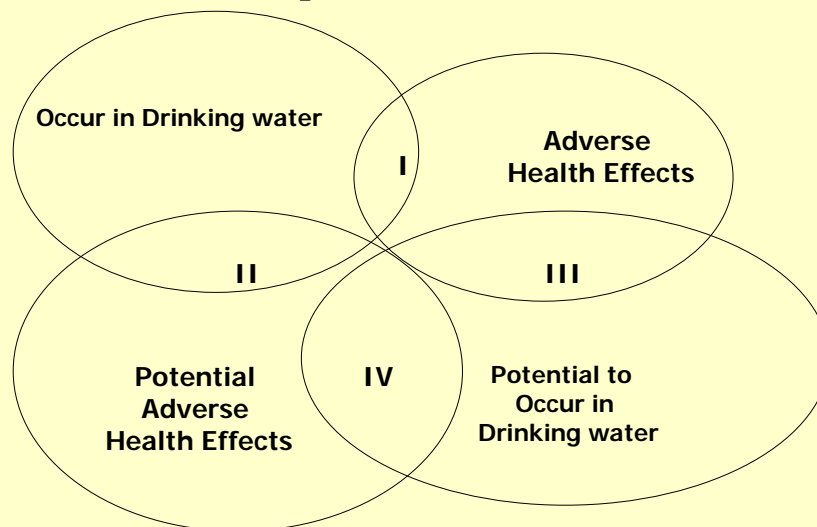 Occur in Drinking water
Adverse
Health Effects
I
II
III
IV
Potential
Adverse
Health Effects
Potential to
Occur in
Drinking water